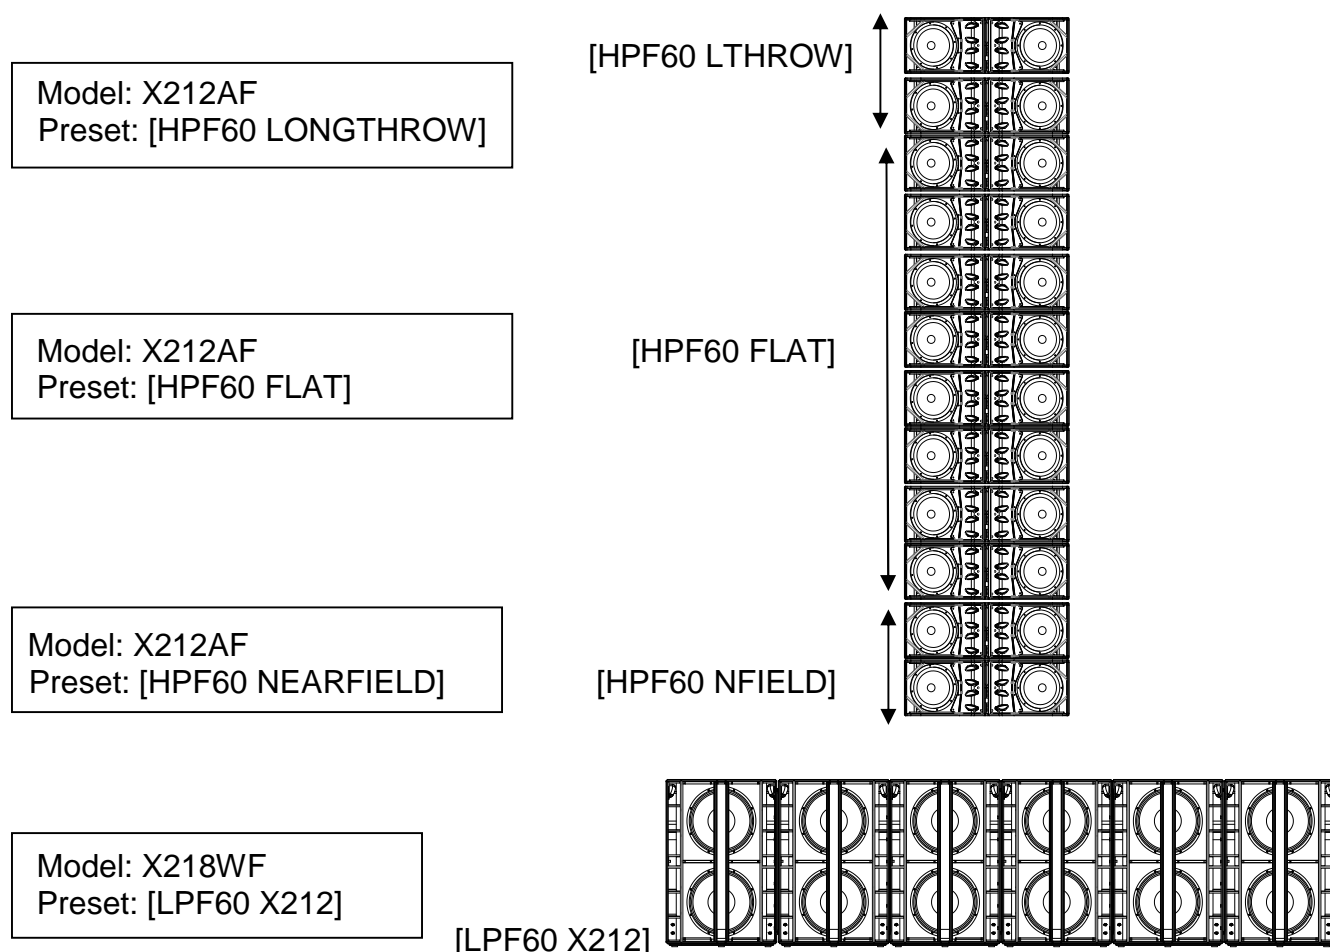 [HPF60 LTHROW]
Model: X212AF
Preset: [HPF60 LONGTHROW]
Model: X212AF
Preset: [HPF60 FLAT]
[HPF60 FLAT]
Model: X212AF
Preset: [HPF60 NEARFIELD]
[HPF60 NFIELD]
Model: X218WF
Preset: [LPF60 X212]
[LPF60 X212]